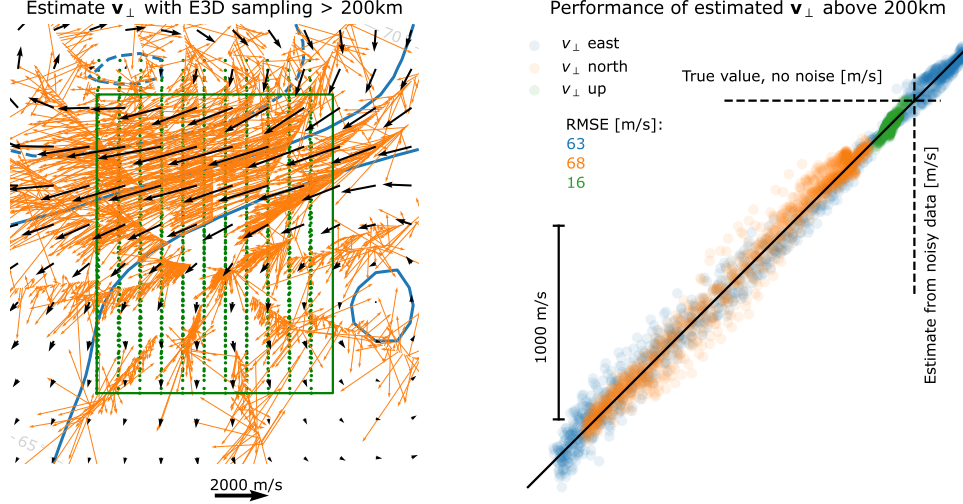 Estimate v⊥ with E3D sampling > 200km
70
65
2000 m/s
Performance of estimated v⊥ above 200km
v⊥ east
v⊥ north
v⊥ up
RMSE [m/s]:
63
68
16
True value, no noise [m/s]
Estimate from noisy data [m/s]
1000 m/s